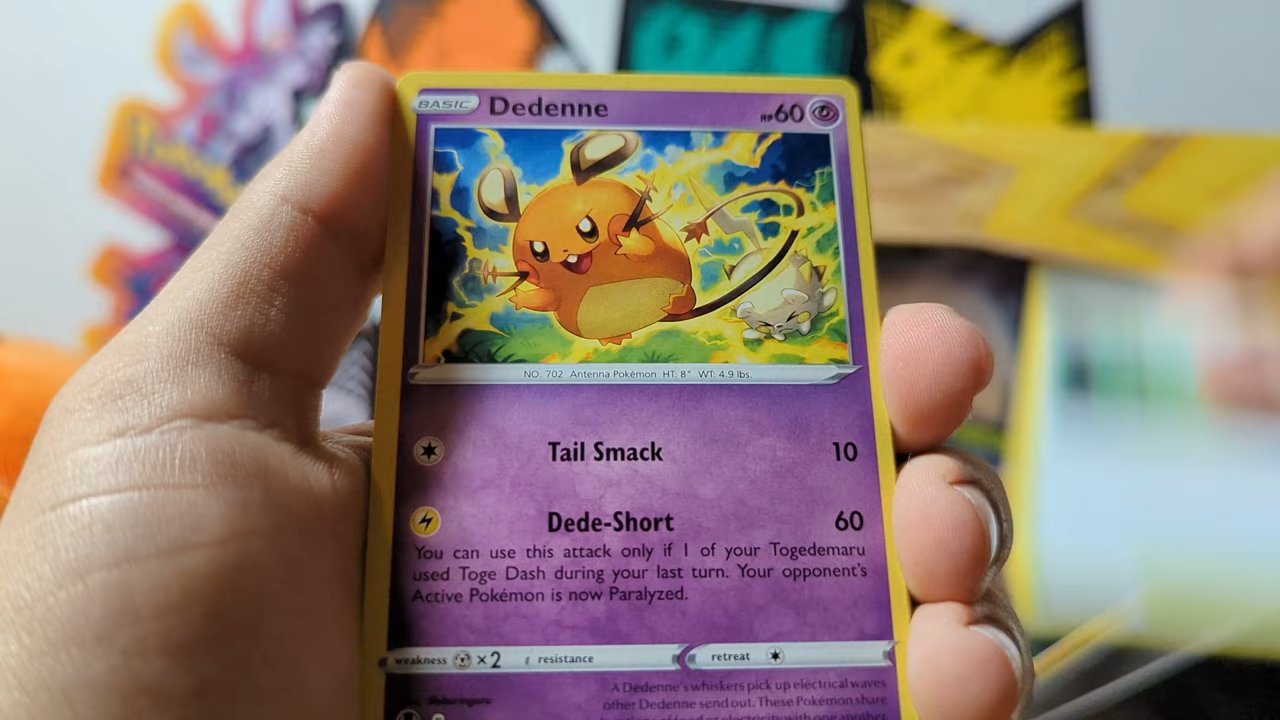 BASIC Dedenne HP 60
NO. 702 Antenna Pokémon HT: 8" WT: 4.9 lbs.
Tail Smack 10
Dede-Short 60
You can use this attack only if 1 of your Togedemaru
used Toge Dash during your last turn. Your opponent's
Active Pokémon is now Paralyzed.
weakness ×2 resistance retreat
A Dedenne's whiskers pick up electrical waves
other Dedenne send out. These Pokémon share